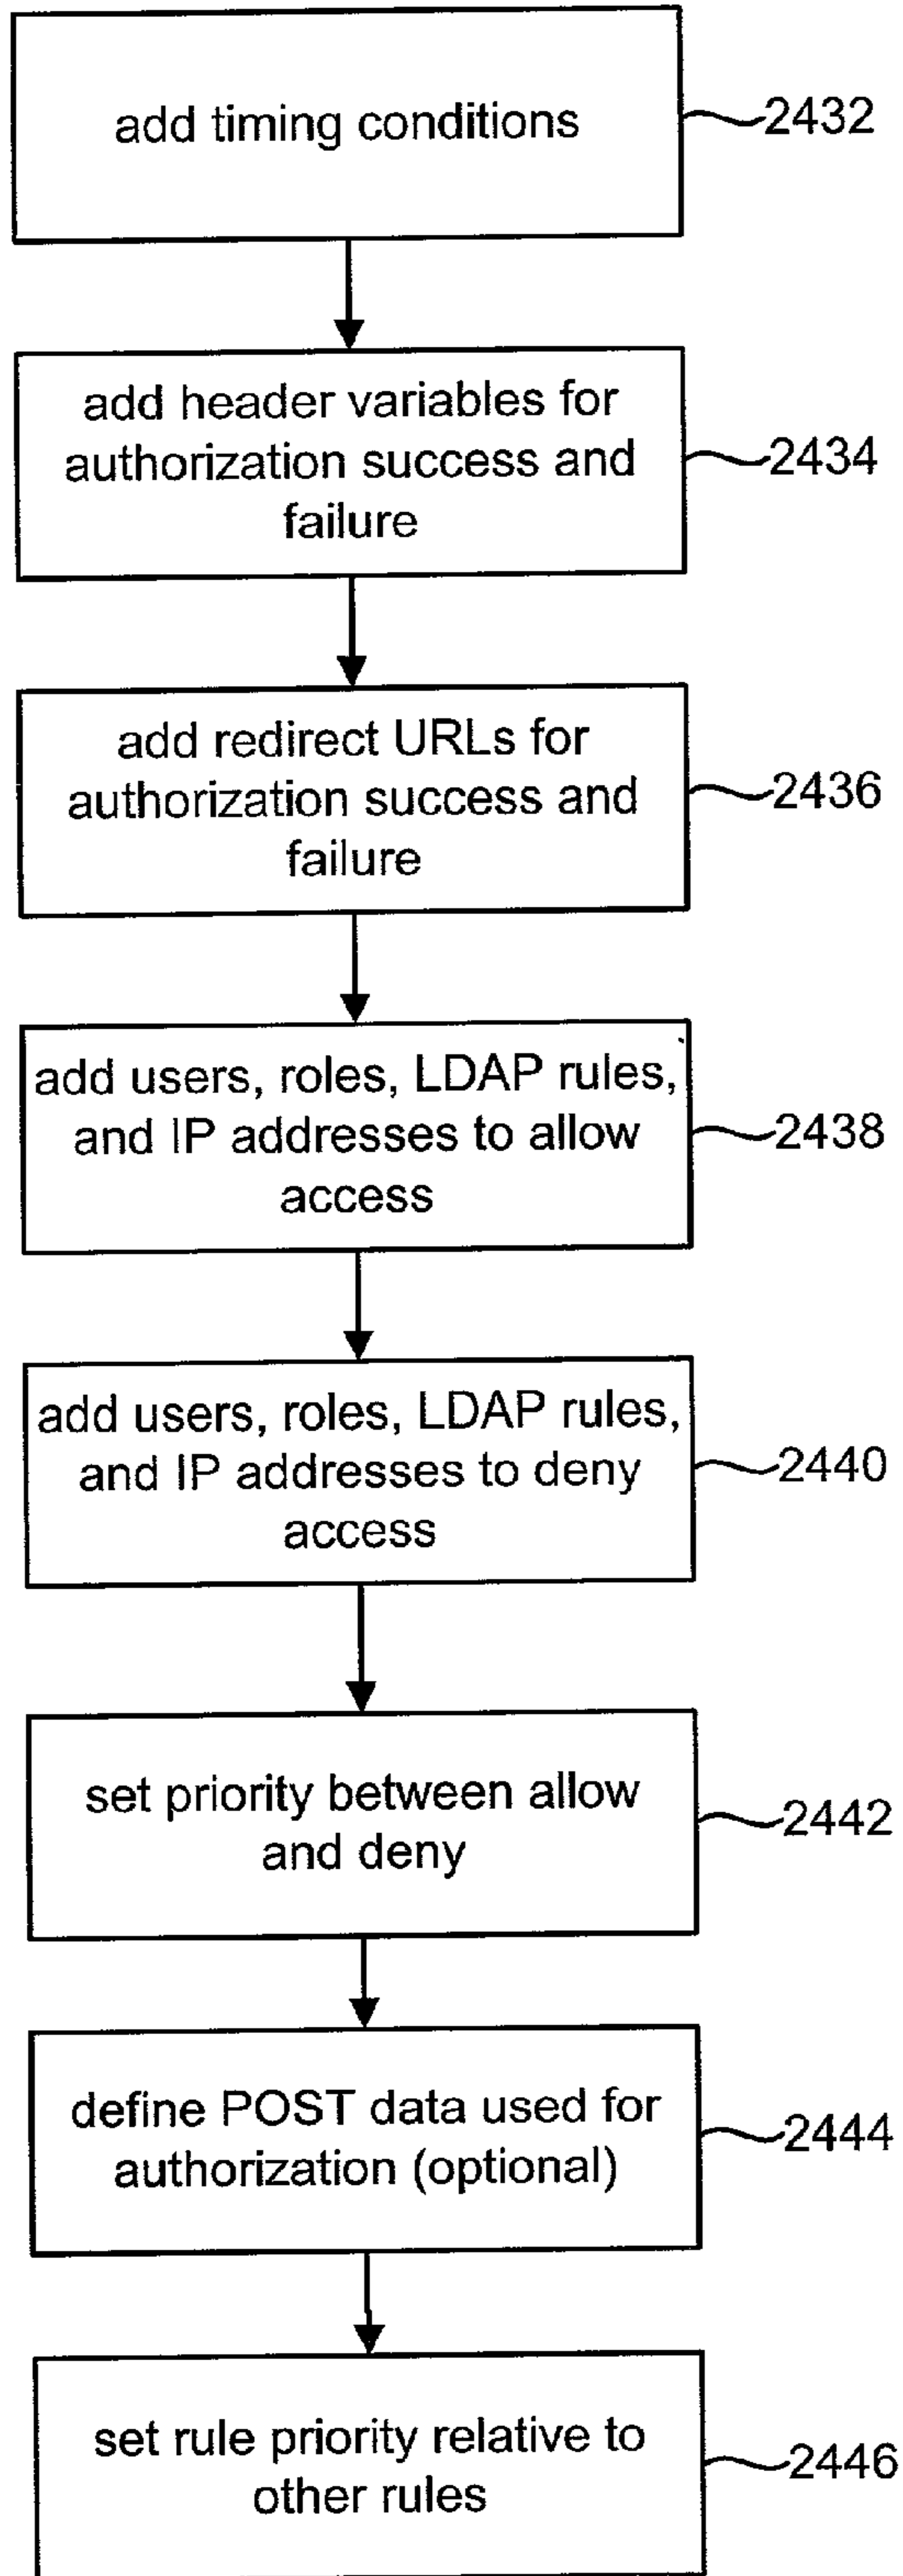 add timing conditions
2432
add header variables for
authorization success and
failure
2434
add redirect URLs for
authorization success and
failure
2436
add users, roles, LDAP rules,
and IP addresses to allow
access
2438
add users, roles, LDAP rules,
and IP addresses to deny
access
2440
set priority between allow
and deny
2442
define POST data used for
authorization (optional)
2444
set rule priority relative to
other rules
2446